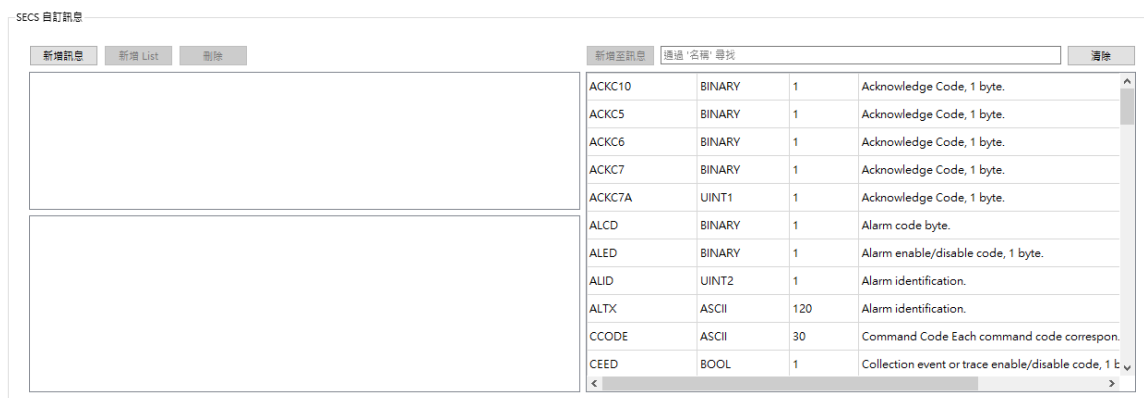 SECS 自訂訊息
新增訊息 新增 List 刪除 新增至訊息 通過 '名稱' 尋找 清除
ACKC10 BINARY 1 Acknowledge Code, 1 byte.
ACKC5 BINARY 1 Acknowledge Code, 1 byte.
ACKC6 BINARY 1 Acknowledge Code, 1 byte.
ACKC7 BINARY 1 Acknowledge Code, 1 byte.
ACKC7A UINT1 1 Acknowledge Code, 1 byte.
ALCD BINARY 1 Alarm code byte.
ALED BINARY 1 Alarm enable/disable code, 1 byte.
ALID UINT2 1 Alarm identification.
ALTX ASCII 120 Alarm identification.
CCODE ASCII 30 Command Code Each command code correspon.
CEED BOOL 1 Collection event or trace enable/disable code, 1 b